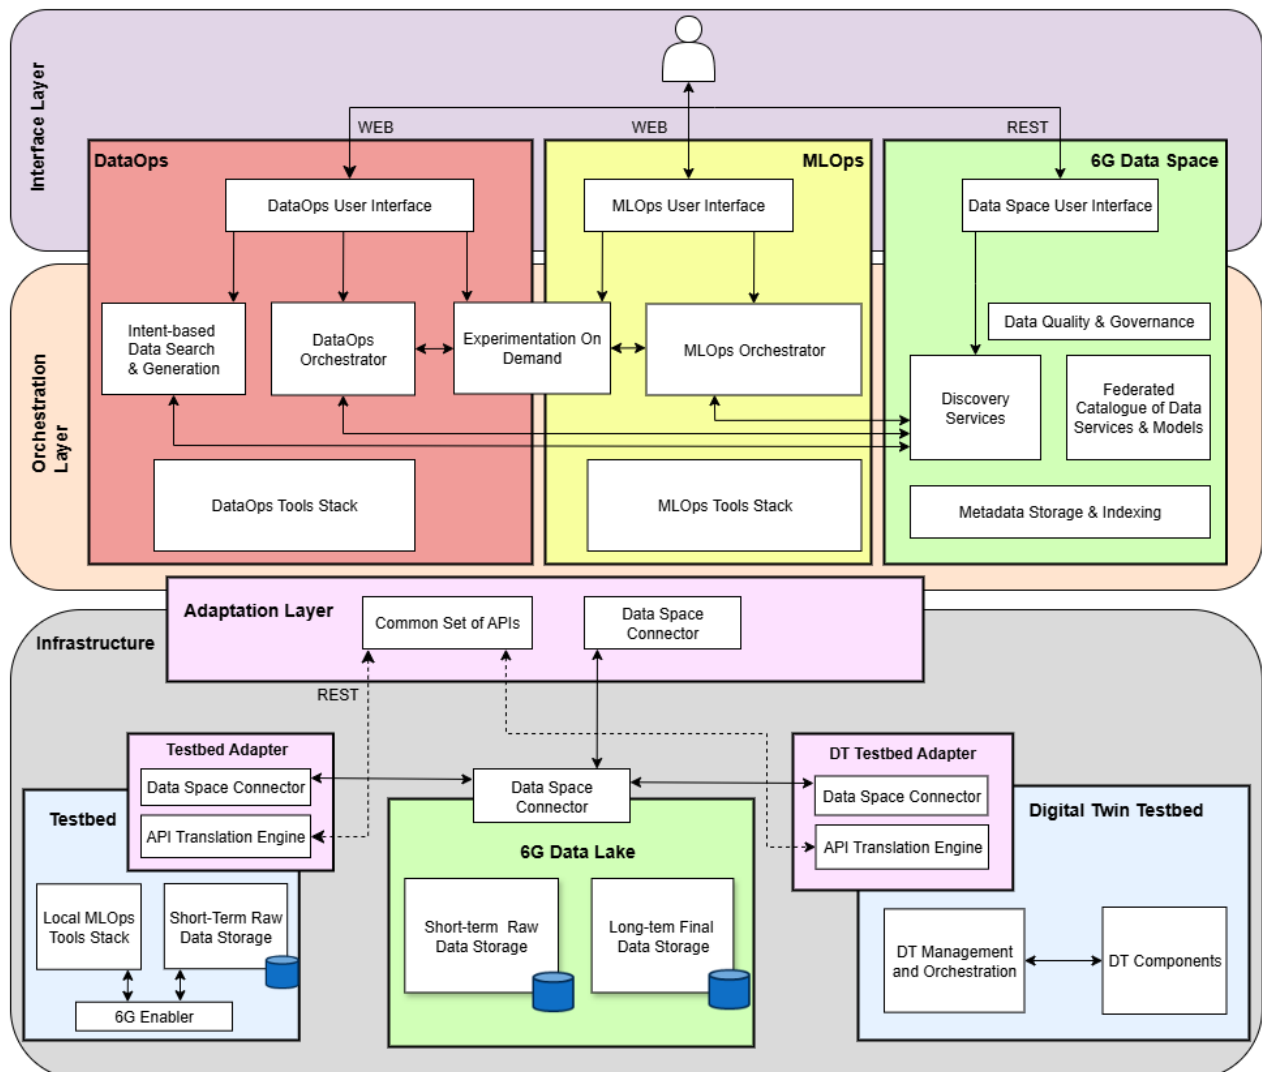 Interface Layer
WEB
WEB
REST
DataOps
MLOps
6G Data Space
DataOps User Interface
MLOps User Interface
Data Space User Interface
Orchestration
Layer
Intent-based
Data Search
& Generation
DataOps
Orchestrator
Experimentation On
Demand
MLOps Orchestrator
Data Quality & Governance
Discovery
Services
Federated
Catalogue of Data
Services & Models
DataOps Tools Stack
MLOps Tools Stack
Metadata Storage & Indexing
Adaptation Layer
Common Set of APIs
Data Space
Connector
Infrastructure
REST
Testbed Adapter
Data Space Connector
API Translation Engine
Testbed
Local MLOps
Tools Stack
Short-Term Raw
Data Storage
6G Enabler
Data Space
Connector
6G Data Lake
Short-term Raw
Data Storage
Long-tem Final
Data Storage
DT Testbed Adapter
Data Space Connector
API Translation Engine
Digital Twin Testbed
DT Management
and Orchestration
DT Components